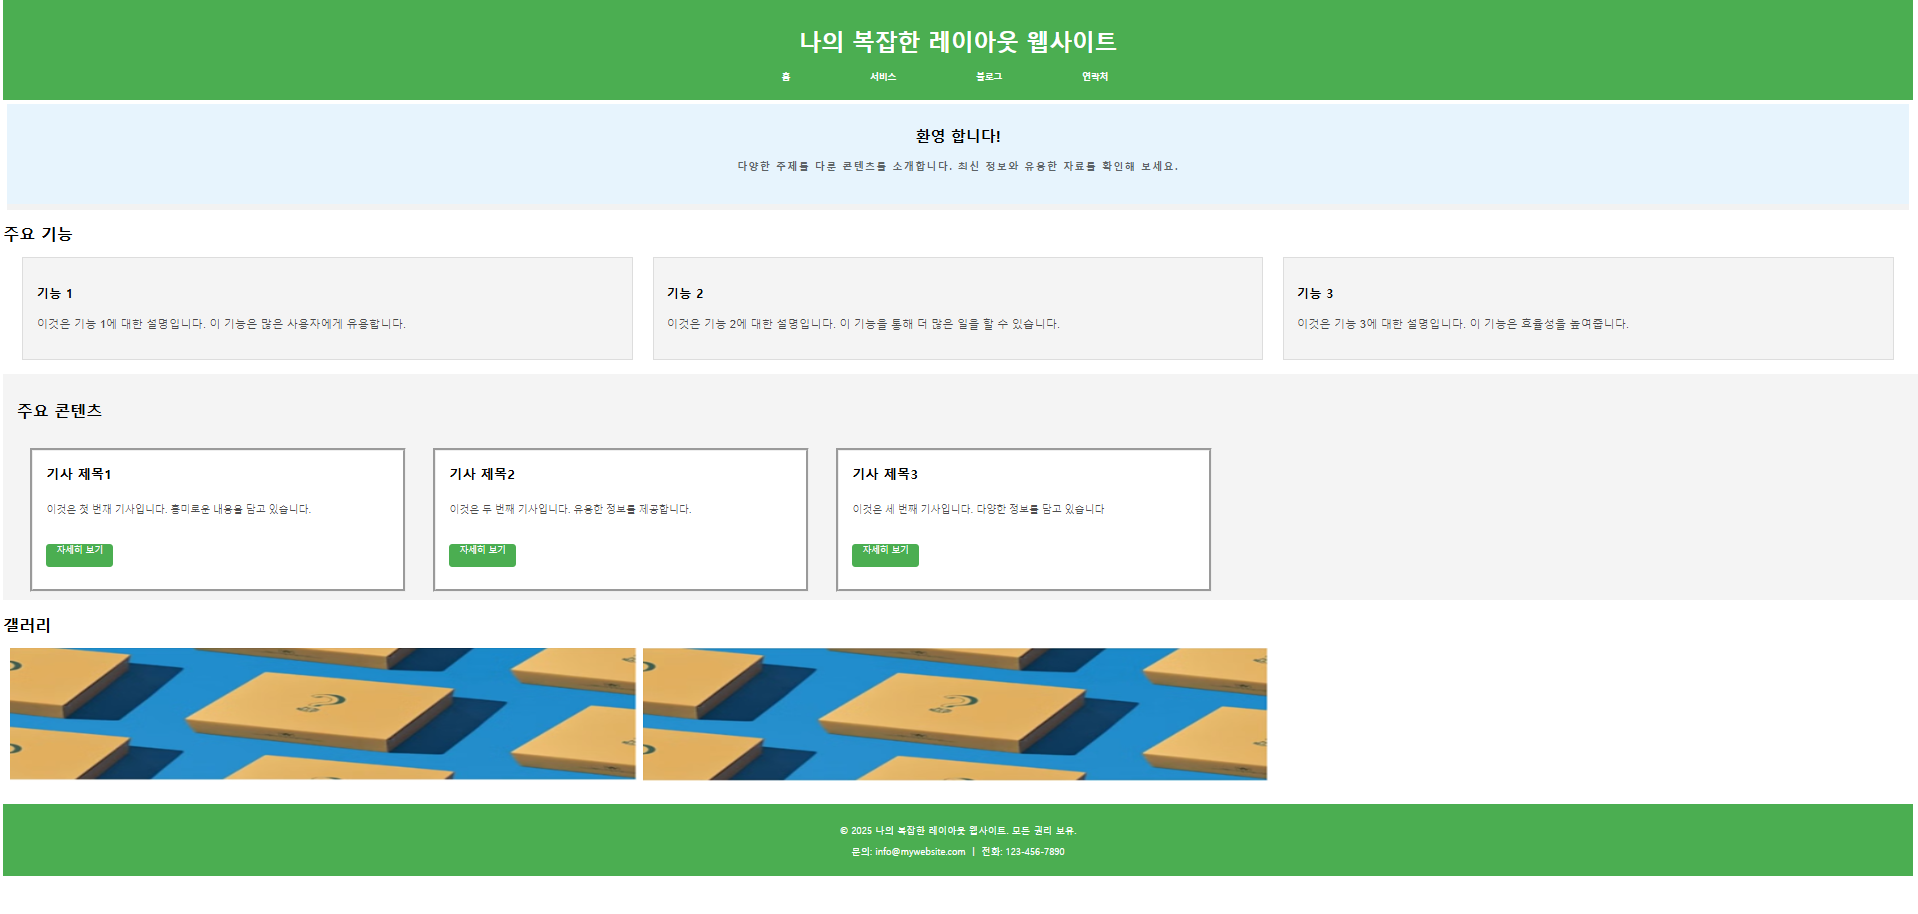 나의 복잡한 레이아웃 웹사이트
홈 서비스 블로그 연락처
환영 합니다!
다양한 주제를 다룬 콘텐츠를 소개합니다. 최신 정보와 유용한 자료를 확인해 보세요.
주요 기능
기능 1
이것은 기능 1에 대한 설명입니다. 이 기능은 많은 사용자에게 유용합니다.
기능 2
이것은 기능 2에 대한 설명입니다. 이 기능을 통해 더 많은 일을 할 수 있습니다.
기능 3
이것은 기능 3에 대한 설명입니다. 이 기능은 효율성을 높여줍니다.
주요 콘텐츠
기사 제목1
이것은 첫 번째 기사입니다. 흥미로운 내용을 담고 있습니다.
자세히 보기
기사 제목2
이것은 두 번째 기사입니다. 유용한 정보를 제공합니다.
자세히 보기
기사 제목3
이것은 세 번째 기사입니다. 다양한 정보를 담고 있습니다
자세히 보기
갤러리
© 2025 나의 복잡한 레이아웃 웹사이트. 모든 권리 보유.
문의: info@mywebsite.com | 전화: 123-456-7890